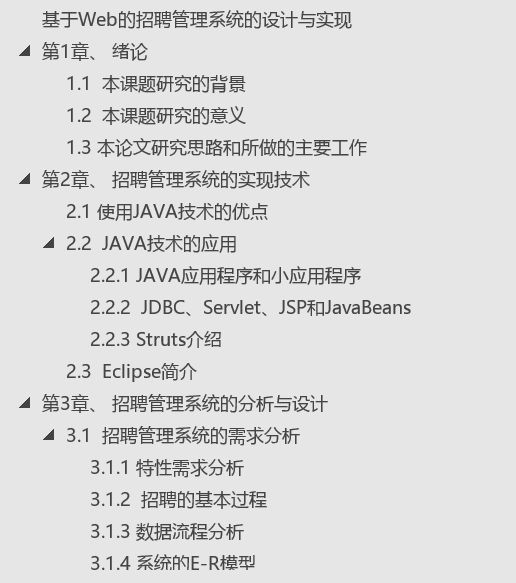 基于Web的招聘管理系统的设计与实现
第1章、 绪论
1.1 本课题研究的背景
1.2 本课题研究的意义
1.3 本论文研究思路和所做的主要工作
第2章、 招聘管理系统的实现技术
2.1 使用JAVA技术的优点
2.2 JAVA技术的应用
2.2.1 JAVA应用程序和小应用程序
2.2.2 JDBC、Servlet、JSP和JavaBeans
2.2.3 Struts介绍
2.3 Eclipse简介
第3章、 招聘管理系统的分析与设计
3.1 招聘管理系统的需求分析
3.1.1 特性需求分析
3.1.2 招聘的基本过程
3.1.3 数据流程分析
3.1.4 系统的E-R模型